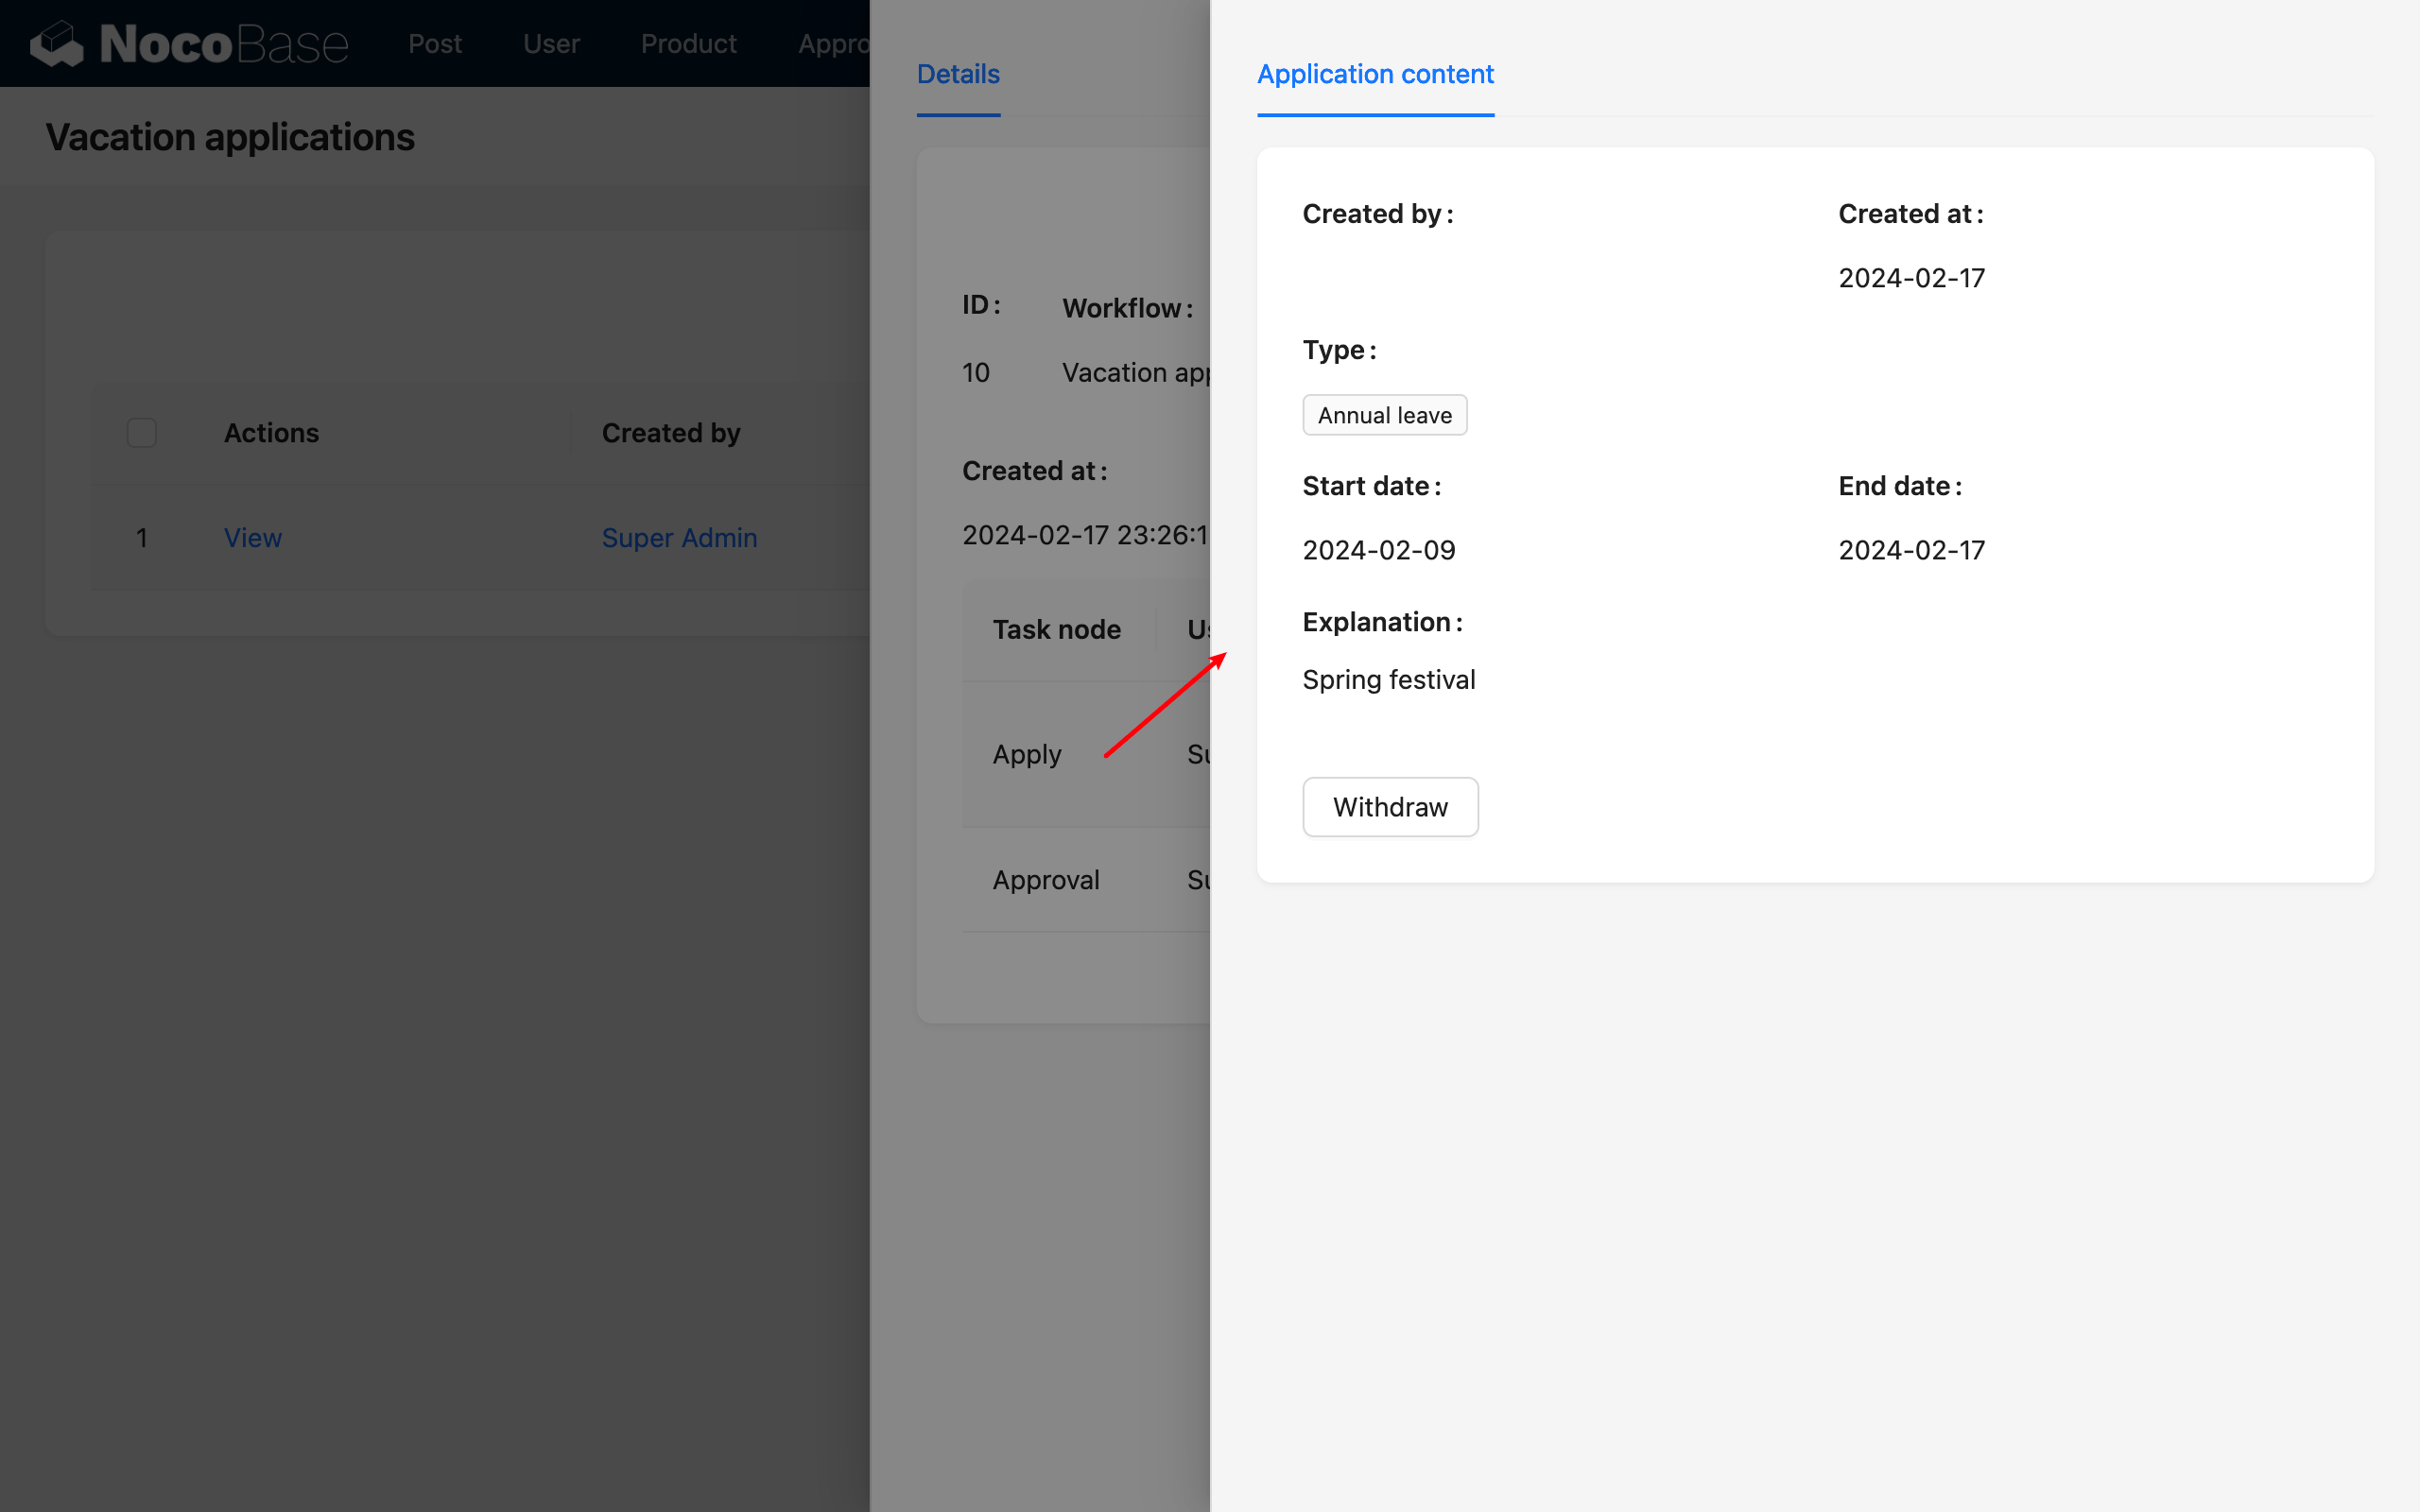 NocoBase Post User Product Appro
Vacation applications
Actions Created by
1 View Super Admin
Details
ID: Workflow:
10 Vacation app
Created at:
2024-02-17 23:26:1
Task node Us
Apply Su
Approval Su
Application content
Created by: Created at:
2024-02-17
Type:
Annual leave
Start date: End date:
2024-02-09 2024-02-17
Explanation:
Spring festival
Withdraw